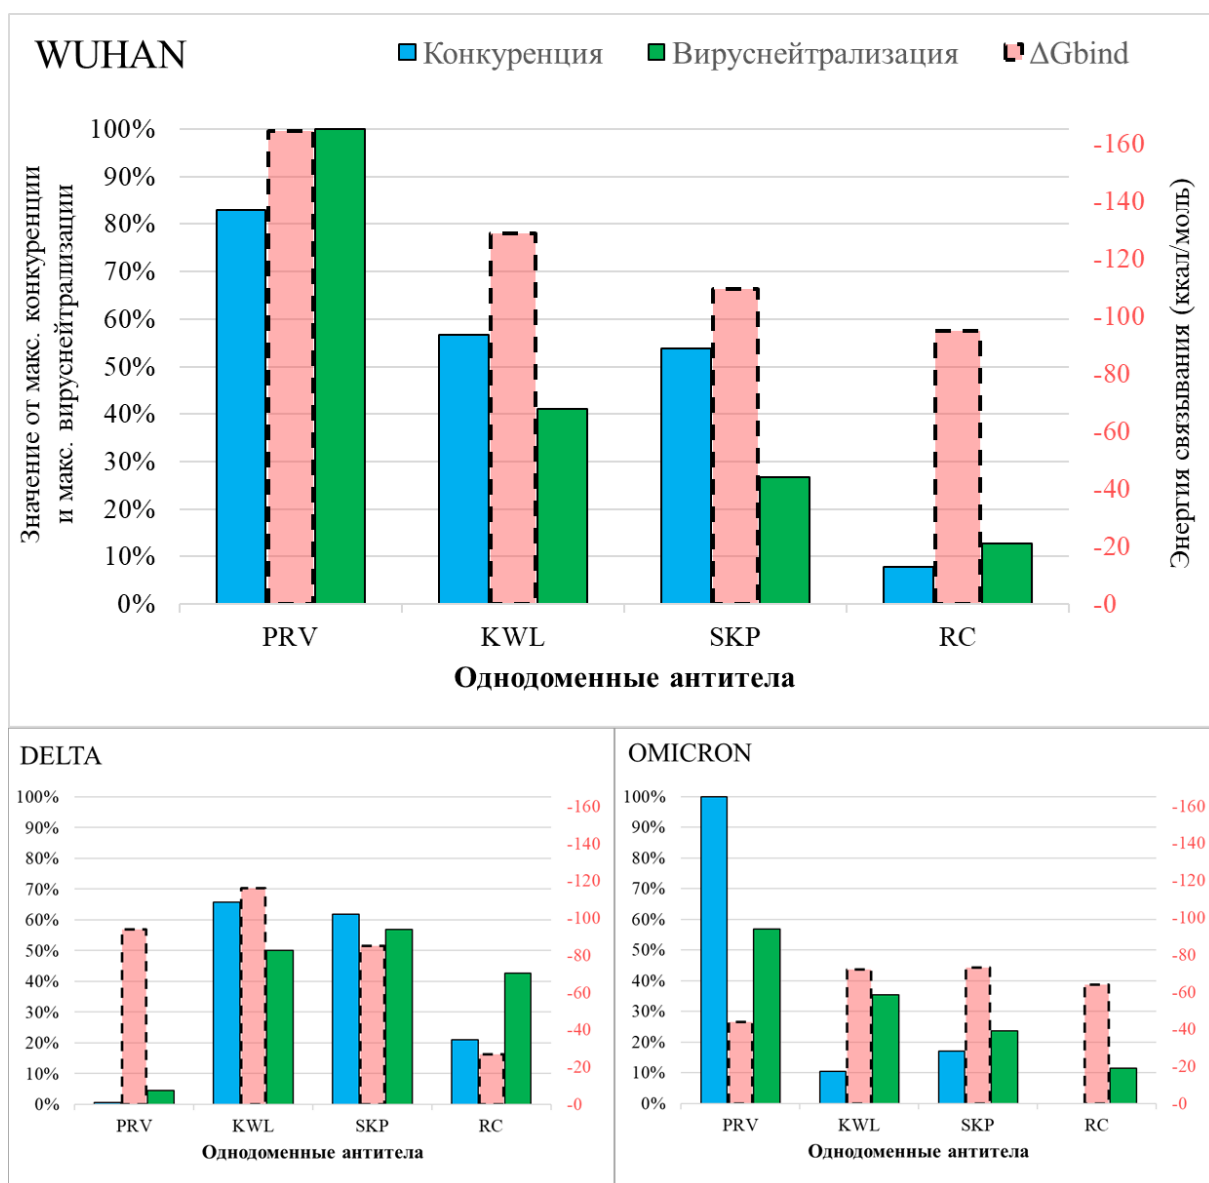 WUHAN
Конкуренция
Вируснейтрализация
ΔGbind
Значение от макс. конкуренции
и макс. вируснейтрализации
100%
90%
80%
70%
60%
50%
40%
30%
20%
10%
0%
-160
-140
-120
-100
-80
-60
-40
-20
-0
Энергия связывания (ккал/моль)
PRV
KWL
SKP
RC
Однодоменные антитела
DELTA
100%
90%
80%
70%
60%
50%
40%
30%
20%
10%
0%
-160
-140
-120
-100
-80
-60
-40
-20
-0
PRV
KWL
SKP
RC
Однодоменные антитела
OMICRON
100%
90%
80%
70%
60%
50%
40%
30%
20%
10%
0%
-160
-140
-120
-100
-80
-60
-40
-20
-0
PRV
KWL
SKP
RC
Однодоменные антитела